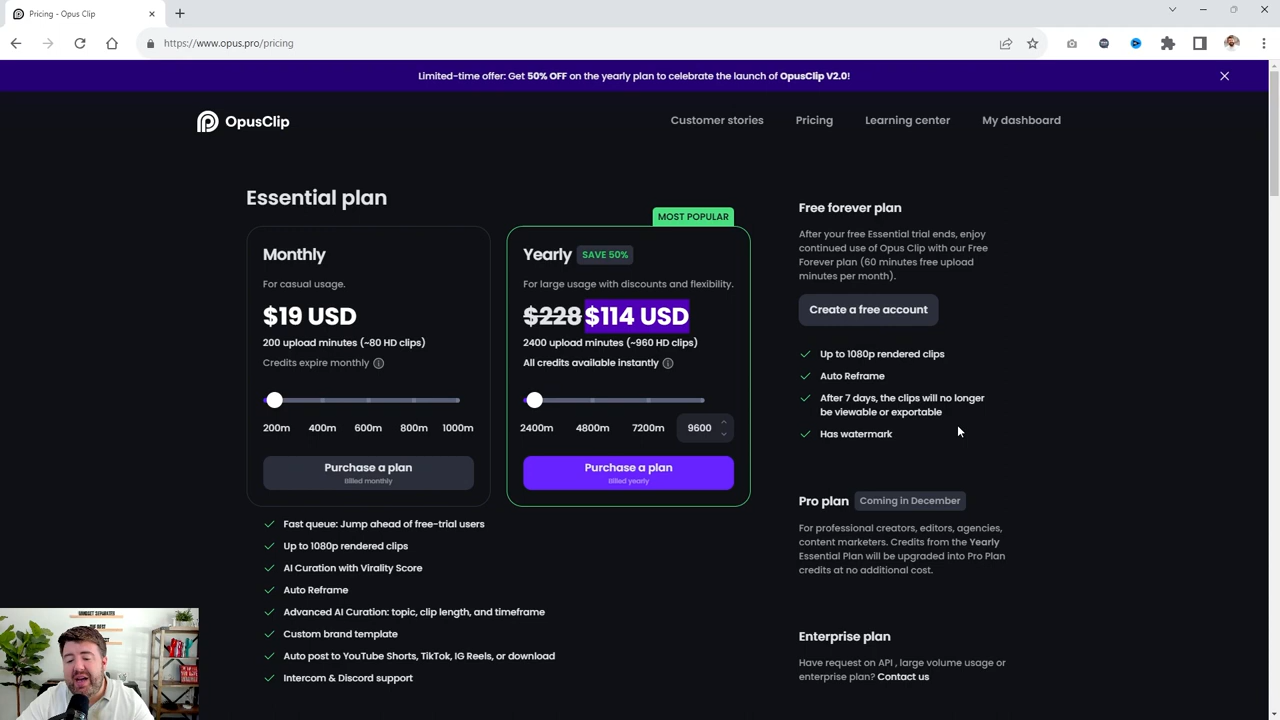 Pricing - Opus Clip
https://www.opus.pro/pricing
Limited-time offer: Get 50% OFF on the yearly plan to celebrate the launch of OpusClip V2.0!
OpusClip
Customer stories
Pricing
Learning center
My dashboard
Essential plan
Monthly
For casual usage.
$19 USD
200 upload minutes (~80 HD clips)
Credits expire monthly
200m 400m 600m 800m 1000m
Purchase a plan
Billed monthly
MOST POPULAR
Yearly SAVE 50%
For large usage with discounts and flexibility.
$228 $114 USD
2400 upload minutes (~960 HD clips)
All credits available instantly
2400m 4800m 7200m 9600
Purchase a plan
Billed yearly
Fast queue: Jump ahead of free-trial users
Up to 1080p rendered clips
AI Curation with Virality Score
Auto Reframe
Advanced AI Curation: topic, clip length, and timeframe
Custom brand template
Auto post to YouTube Shorts, TikTok, IG Reels, or download
Intercom & Discord support
Free forever plan
After your free Essential trial ends, enjoy
continued use of Opus Clip with our Free
Forever plan (60 minutes free upload
minutes per month).
Create a free account
Up to 1080p rendered clips
Auto Reframe
After 7 days, the clips will no longer
be viewable or exportable
Has watermark
Pro plan Coming in December
For professional creators, editors, agencies,
content marketers. Credits from the Yearly
Essential Plan will be upgraded into Pro Plan
credits at no additional cost.
Enterprise plan
Have request on API , large volume usage or
enterprise plan? Contact us